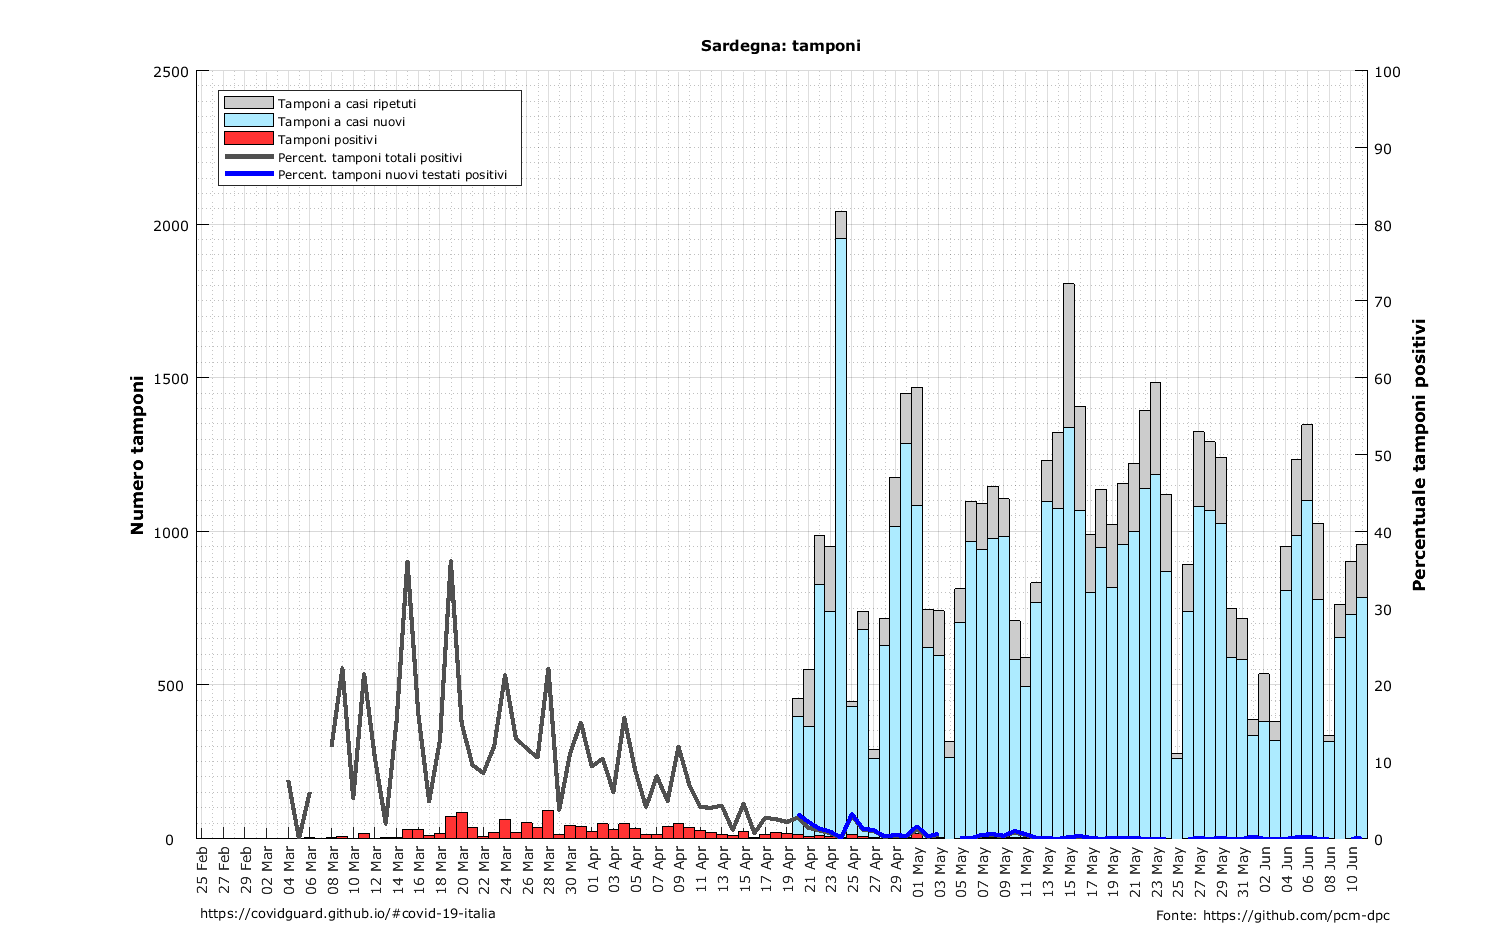 Sardegna: tamponi
Tamponi a casi ripetuti
Tamponi a casi nuovi
Tamponi positivi
Percent. tamponi totali positivi
Percent. tamponi nuovi testati positivi
Numero tamponi
2500
2000
1500
1000
500
0
100
90
80
70
60
50
40
30
20
10
0
Percentuale tamponi positivi
25 Feb
27 Feb
29 Feb
02 Mar
04 Mar
06 Mar
08 Mar
10 Mar
12 Mar
14 Mar
16 Mar
18 Mar
20 Mar
22 Mar
24 Mar
26 Mar
28 Mar
30 Mar
01 Apr
03 Apr
05 Apr
07 Apr
09 Apr
11 Apr
13 Apr
15 Apr
17 Apr
19 Apr
21 Apr
23 Apr
25 Apr
27 Apr
29 Apr
01 May
03 May
05 May
07 May
09 May
11 May
13 May
15 May
17 May
19 May
21 May
23 May
25 May
27 May
29 May
31 May
02 Jun
04 Jun
06 Jun
08 Jun
10 Jun
https://covidguard.github.io/#covid-19-italia
Fonte: https://github.com/pcm-dpc